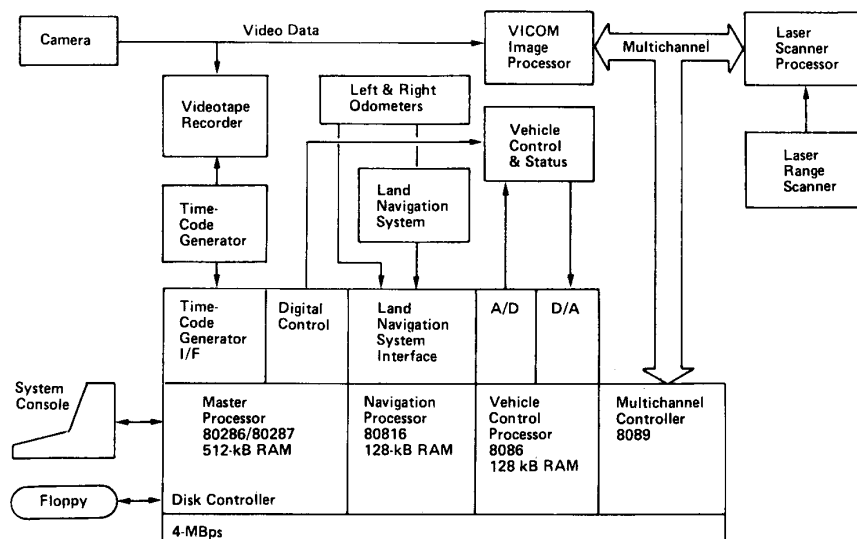 Camera
Video Data
VICOM
Image
Processor
Multichannel
Laser
Scanner
Processor
Videotape
Recorder
Left & Right
Odometers
Vehicle
Control
& Status
Laser
Range
Scanner
Time-
Code
Generator
Land
Navigation
System
Time-
Code
Generator
I/F
Digital
Control
Land
Navigation
System
Interface
A/D
D/A
System
Console
Master
Processor
80286/80287
512-kB RAM
Navigation
Processor
80816
128-kB RAM
Vehicle
Control
Processor
8086
128 kB RAM
Multichannel
Controller
8089
Floppy
Disk Controller
4-MBps